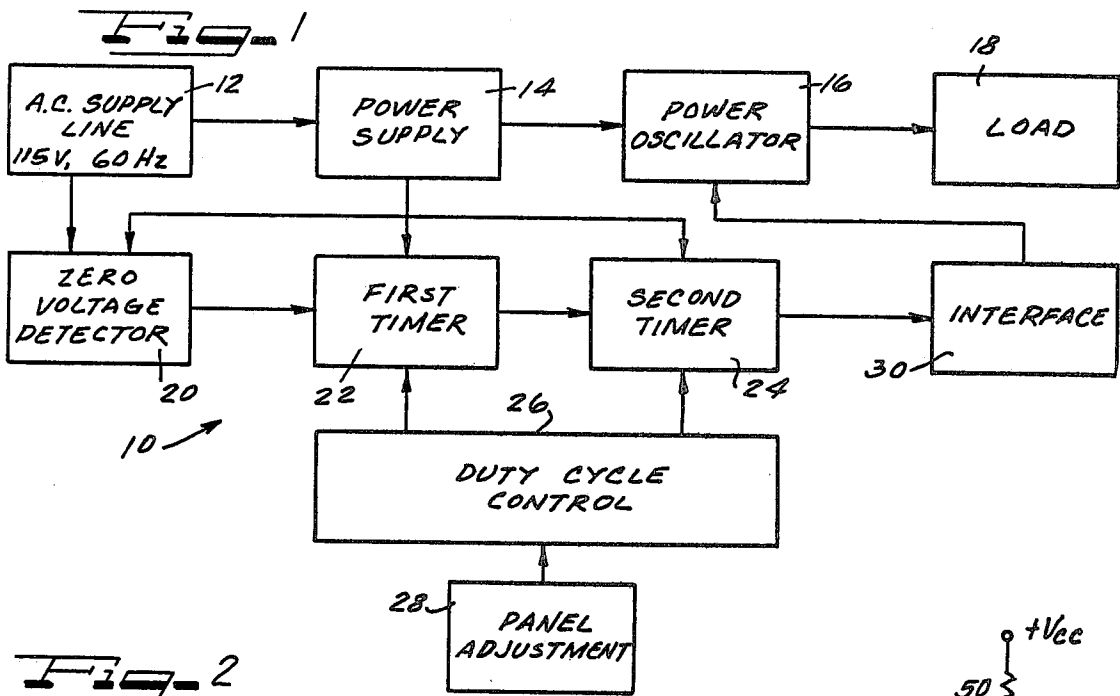 Fig. 1
12
A.C. SUPPLY
LINE
115V, 60 Hz
14
POWER
SUPPLY
16
POWER
OSCILLATOR
18
LOAD
ZERO
VOLTAGE
DETECTOR
20
FIRST
TIMER
22
SECOND
TIMER
24
INTERFACE
30
10
26
DUTY CYCLE
CONTROL
28
PANEL
ADJUSTMENT
Fig. 2
+Vcc
50